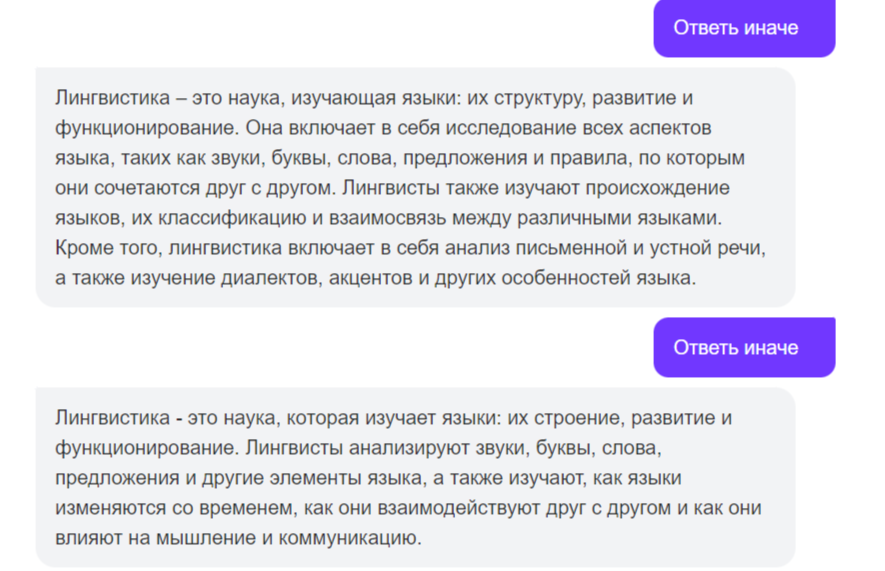 Ответь иначе
Лингвистика – это наука, изучающая языки: их структуру, развитие и
функционирование. Она включает в себя исследование всех аспектов
языка, таких как звуки, буквы, слова, предложения и правила, по которым
они сочетаются друг с другом. Лингвисты также изучают происхождение
языков, их классификацию и взаимосвязь между различными языками.
Кроме того, лингвистика включает в себя анализ письменной и устной речи,
а также изучение диалектов, акцентов и других особенностей языка.
Ответь иначе
Лингвистика - это наука, которая изучает языки: их строение, развитие и
функционирование. Лингвисты анализируют звуки, буквы, слова,
предложения и другие элементы языка, а также изучают, как языки
изменяются со временем, как они взаимодействуют друг с другом и как они
влияют на мышление и коммуникацию.